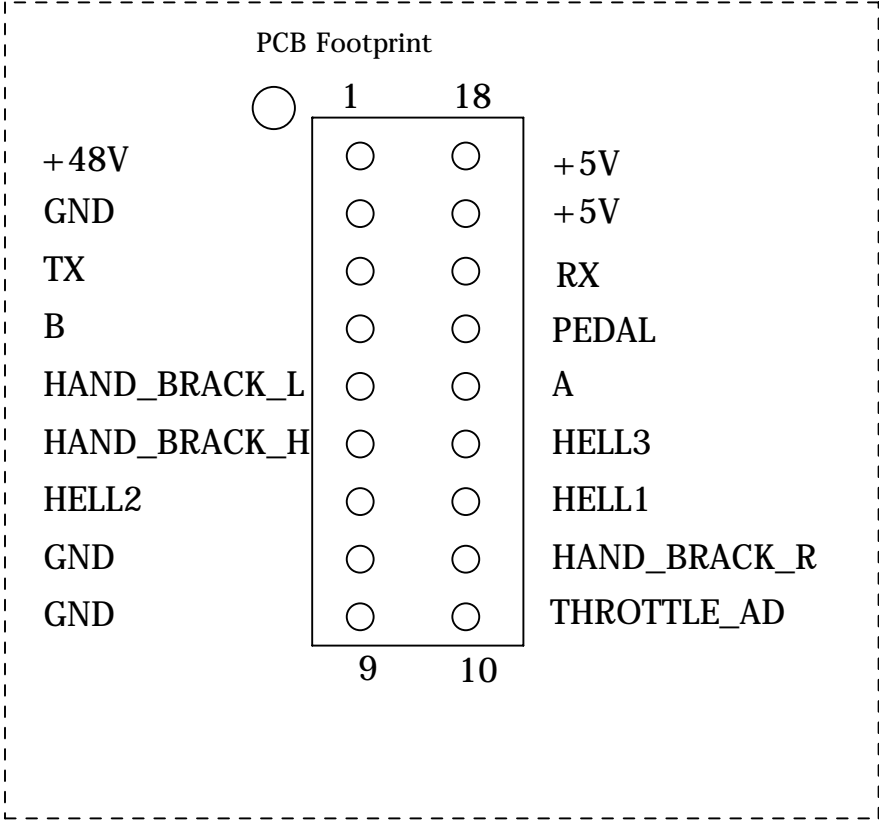 PCB Footprint
1 18
+48V +5V
GND +5V
TX RX
B PEDAL
HAND_BRACK_L A
HAND_BRACK_H HELL3
HELL2 HELL1
GND HAND_BRACK_R
GND THROTTLE_AD
9 10